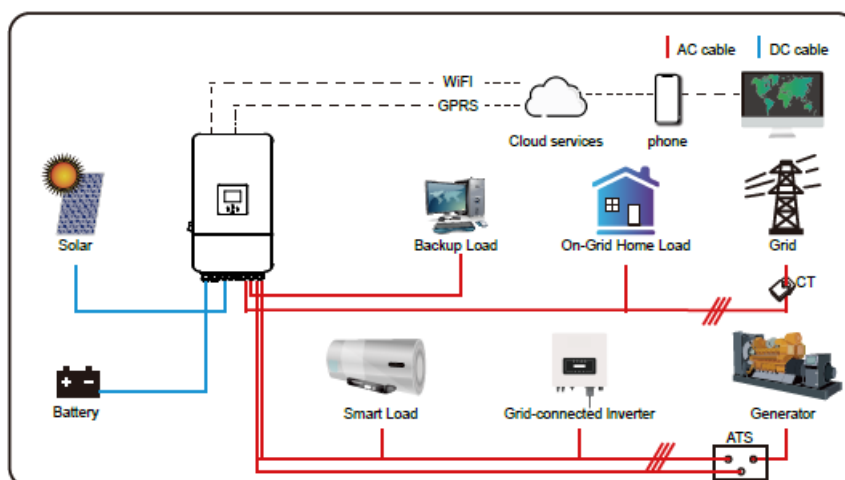 AC cable
DC cable
WiFI
GPRS
Cloud services
phone
Solar
Backup Load
On-Grid Home Load
Grid
CT
Battery
Smart Load
Grid-connected Inverter
Generator
ATS